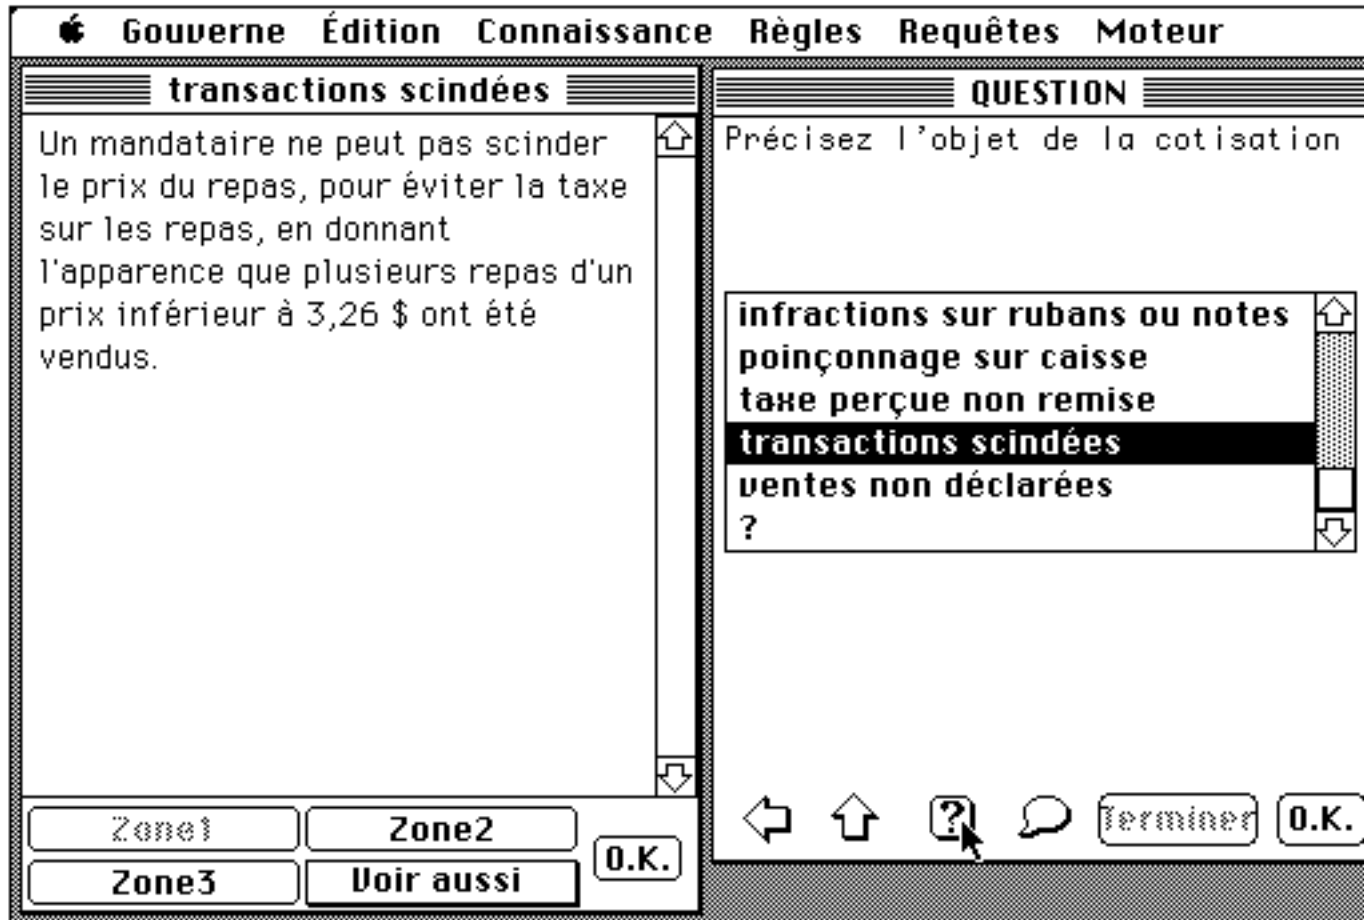 Gouverne Édition Connaissance Règles Requêtes Moteur
transactions scindées
Un mandataire ne peut pas scinder
le prix du repas, pour éviter la taxe
sur les repas, en donnant
l'apparence que plusieurs repas d'un
prix inférieur à 3,26 $ ont été
vendus.
Zone1
Zone2
Zone3
Voir aussi
O.K.
QUESTION
Précisez l'objet de la cotisation
infractions sur rubans ou notes
poinçonnage sur caisse
taxe perçue non remise
transactions scindées
ventes non déclarées
?
?
Terminer
O.K.